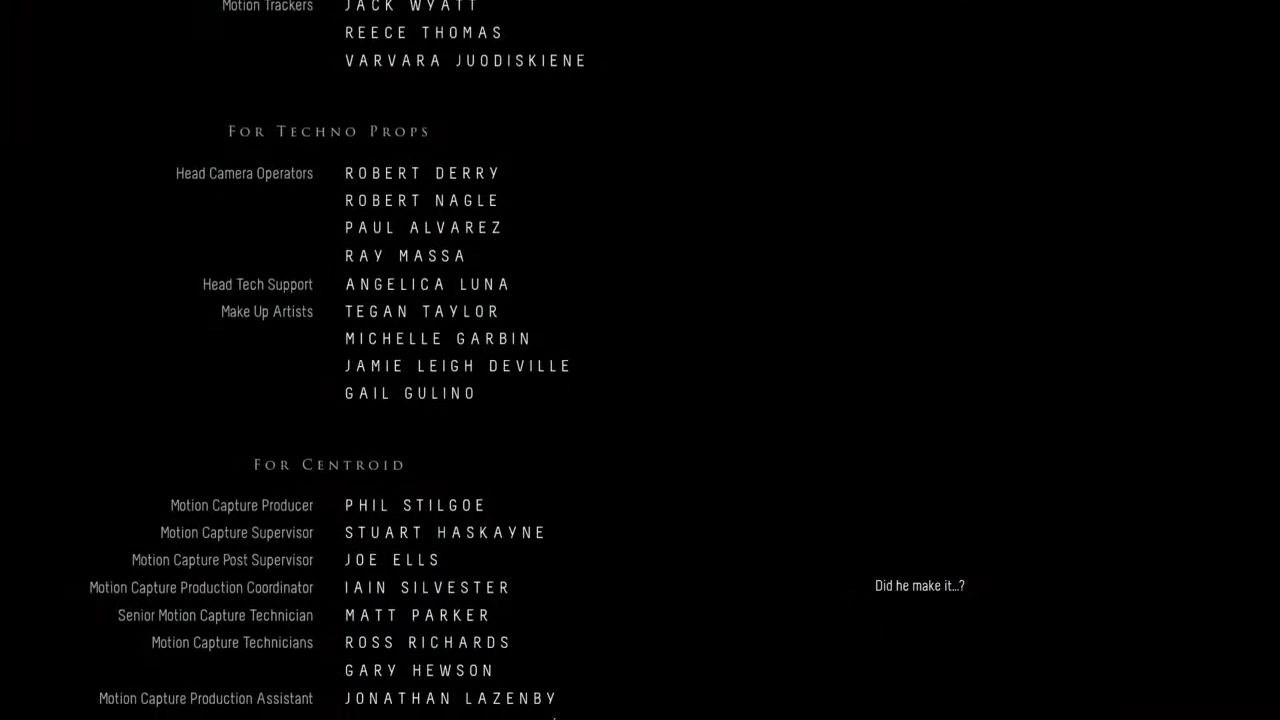 Motion Trackers JACK WYATT
REECE THOMAS
VARVARA JUODISKIENE
FOR TECHNO PROPS
Head Camera Operators ROBERT DERRY
ROBERT NAGLE
PAUL ALVAREZ
RAY MASSA
Head Tech Support ANGELICA LUNA
Make Up Artists TEGAN TAYLOR
MICHELLE GARBIN
JAMIE LEIGH DEVILLE
GAIL GULINO
FOR CENTROID
Motion Capture Producer PHIL STILGOE
Motion Capture Supervisor STUART HASKAYNE
Motion Capture Post Supervisor JOE ELLS
Motion Capture Production Coordinator IAIN SILVESTER
Did he make it...?
Senior Motion Capture Technician MATT PARKER
Motion Capture Technicians ROSS RICHARDS
GARY HEWSON
Motion Capture Production Assistant JONATHAN LAZENBY